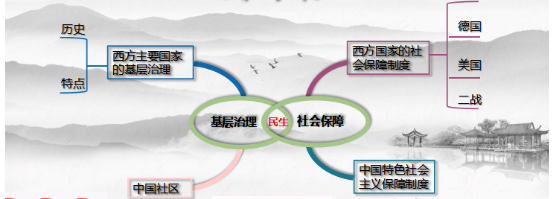 历史
特点
西方主要国家
的基层治理
西方国家的社
会保障制度
德国
美国
二战
基层治理
民生
社会保障
中国社区
中国特色社会
主义保障制度